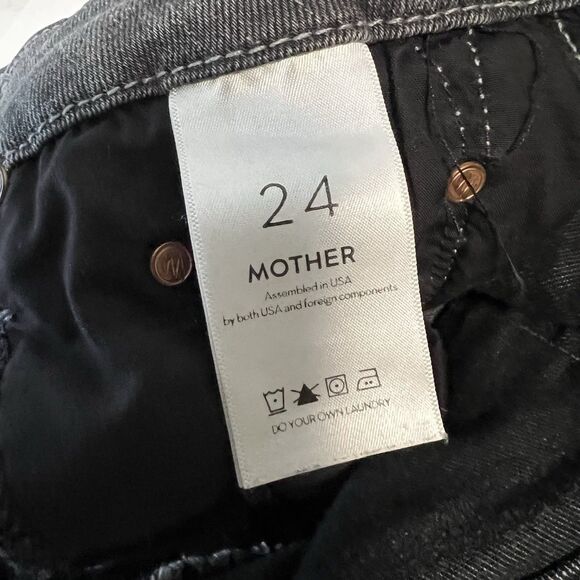 24
MOTHER
Assembled in USA
by both USA and foreign components
DO YOUR OWN LAUNDRY